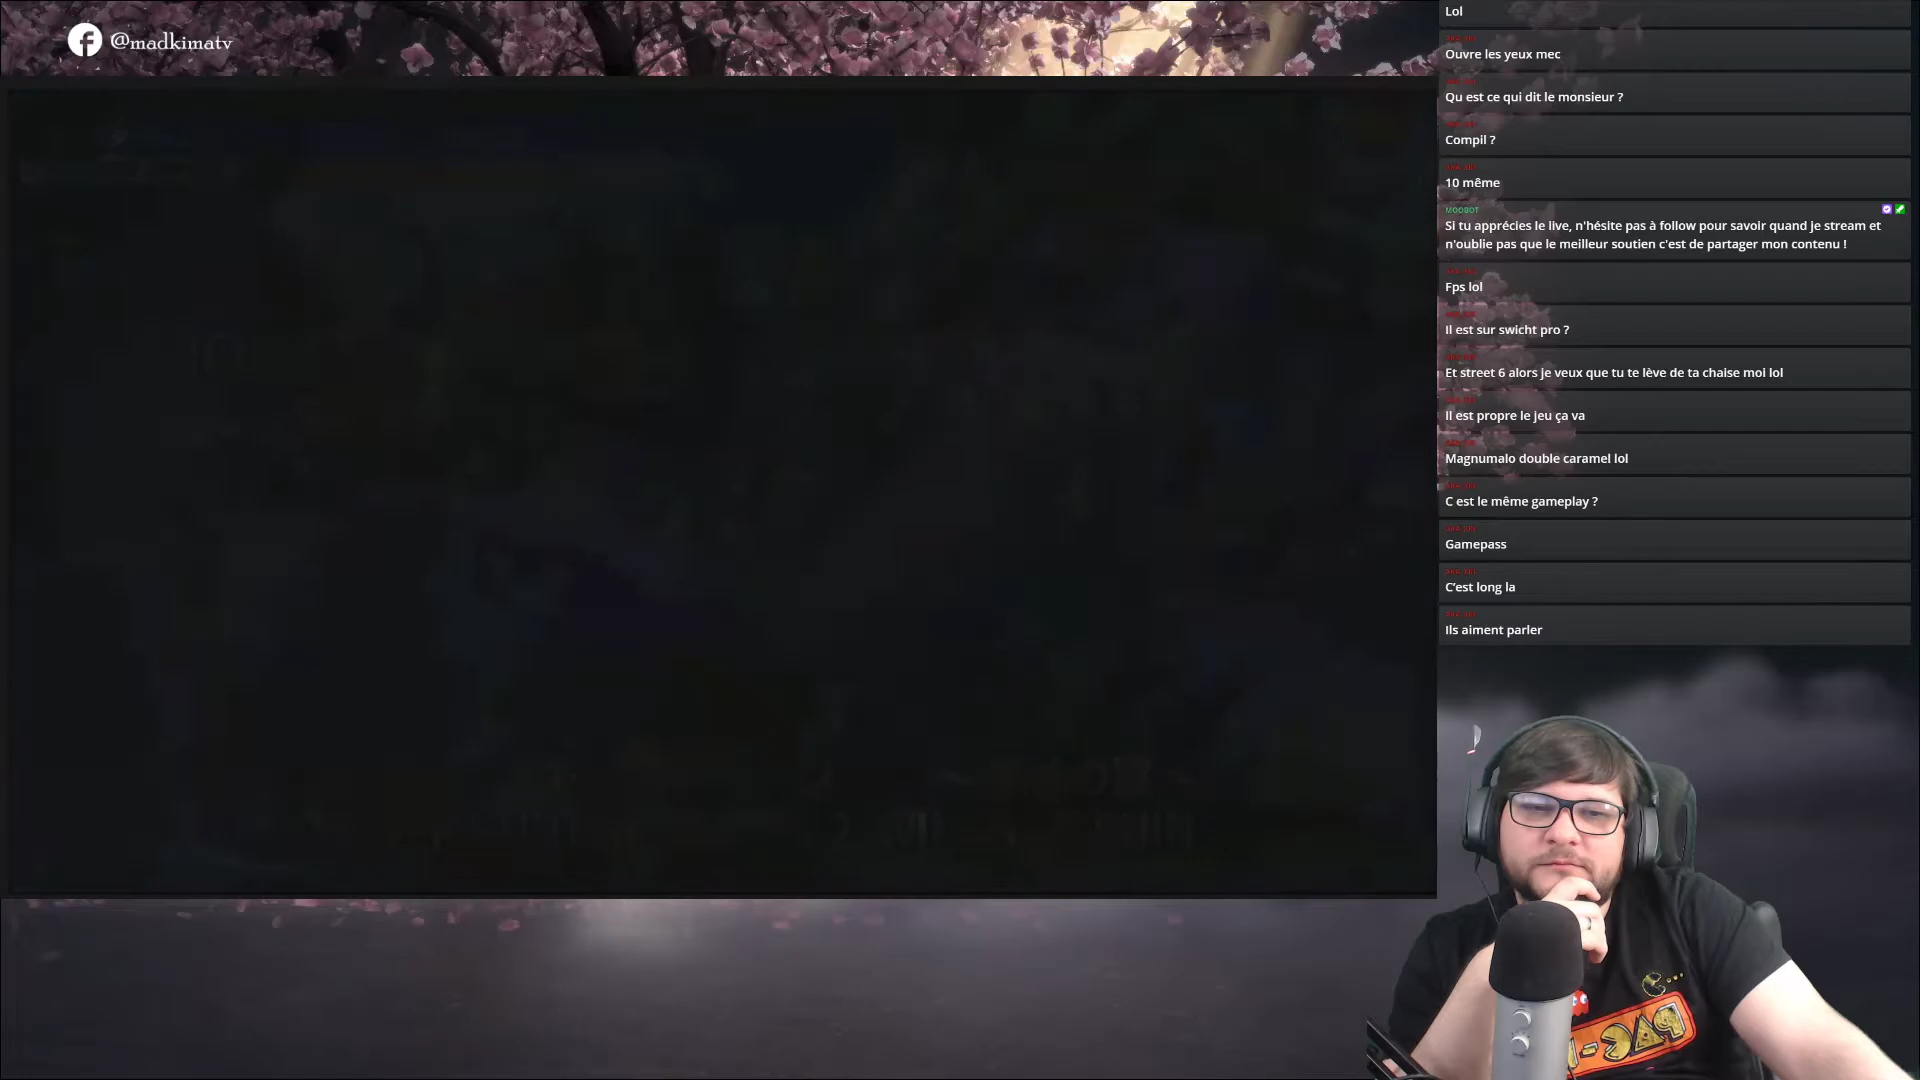 @madkimatv
Lol
Ouvre les yeux mec
Qu est ce qui dit le monsieur ?
Compil ?
10 même
MOOBOT
Si tu apprécies le live, n'hésite pas à follow pour savoir quand je stream et
n'oublie pas que le meilleur soutien c'est de partager mon contenu !
Fps lol
Il est sur swicht pro ?
Et street 6 alors je veux que tu te lève de ta chaise moi lol
Il est propre le jeu ça va
Magnumalo double caramel lol
C est le même gameplay ?
Gamepass
C'est long la
Ils aiment parler